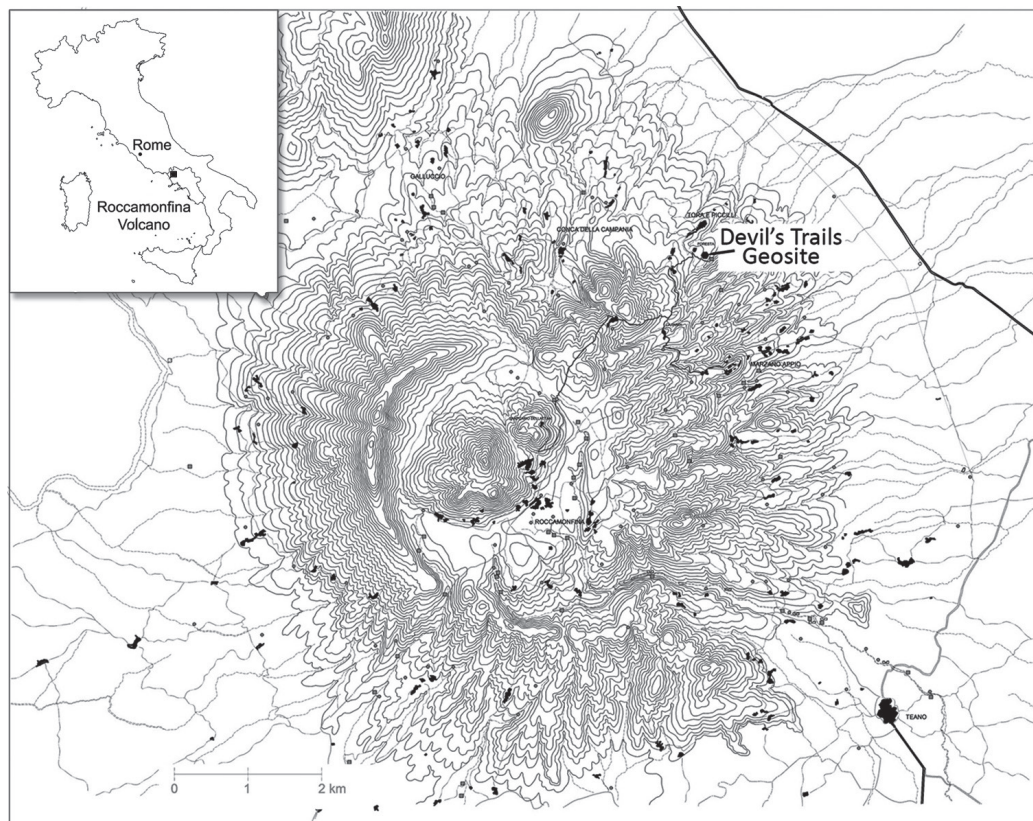 Rome
Roccamonfina
Volcano
GALLUCCIO
CONCA DELLA CAMPANIA
TORA E PICCILLI
FORESTA
Devil's Trails
Geosite
MARZANO APPIO
ROCCAMONFINA
TEANO
0 1 2 km